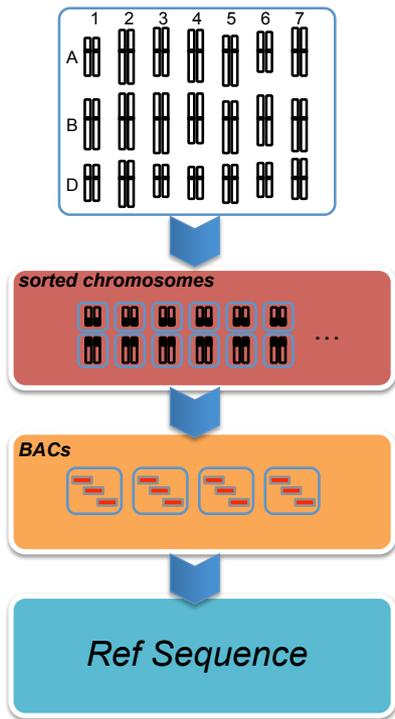 1 2 3 4 5 6 7
A
B
D
sorted chromosomes
...
BACs
Ref Sequence